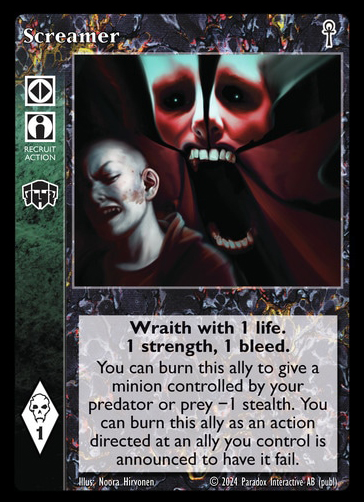 Screamer
RECRUIT
ACTION
Wraith with 1 life.
1 strength, 1 bleed.
You can burn this ally to give a
minion controlled by your
predator or prey −1 stealth. You
can burn this ally as an action
directed at an ally you control is
announced to have it fail.
1
Illus: Noora Hirvonen © 2024 Paradox Interactive AB (publ)